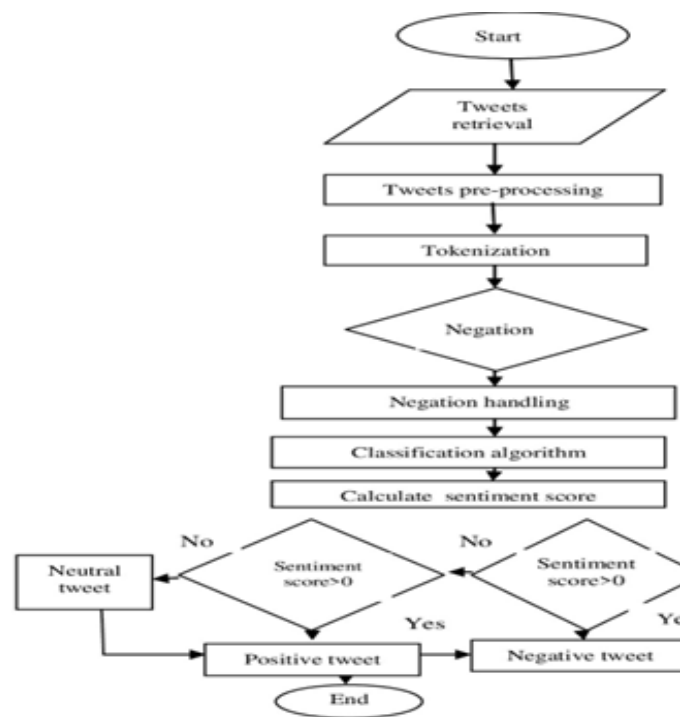 Start
Tweets
retrieval
Tweets pre-processing
Tokenization
Negation
Negation handling
Classification algorithm
Calculate sentiment score
No
No
Neutral
tweet
Sentiment
score>0
Sentiment
score>0
Yes
Ye
Positive tweet
Negative tweet
End